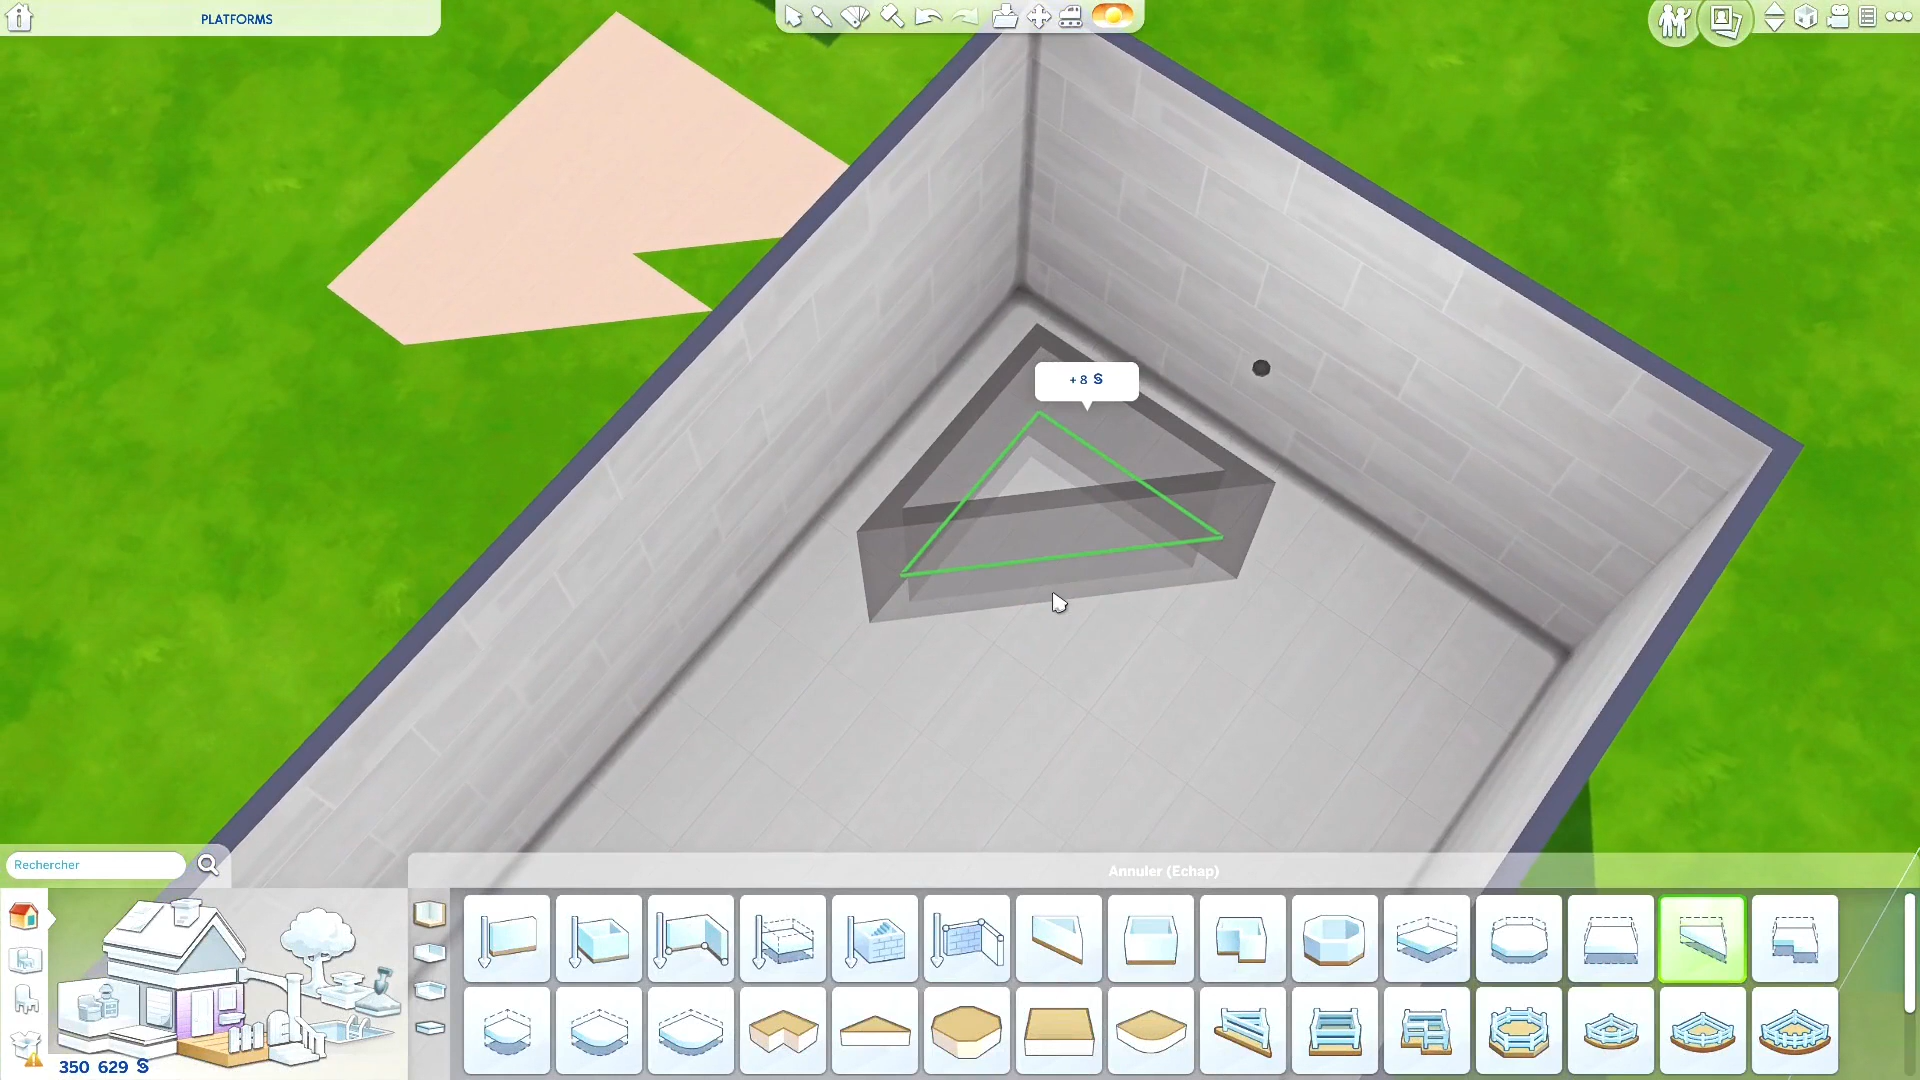 PLATFORMS
+8 §
Rechercher
Annuler (Echap)
350 629 §